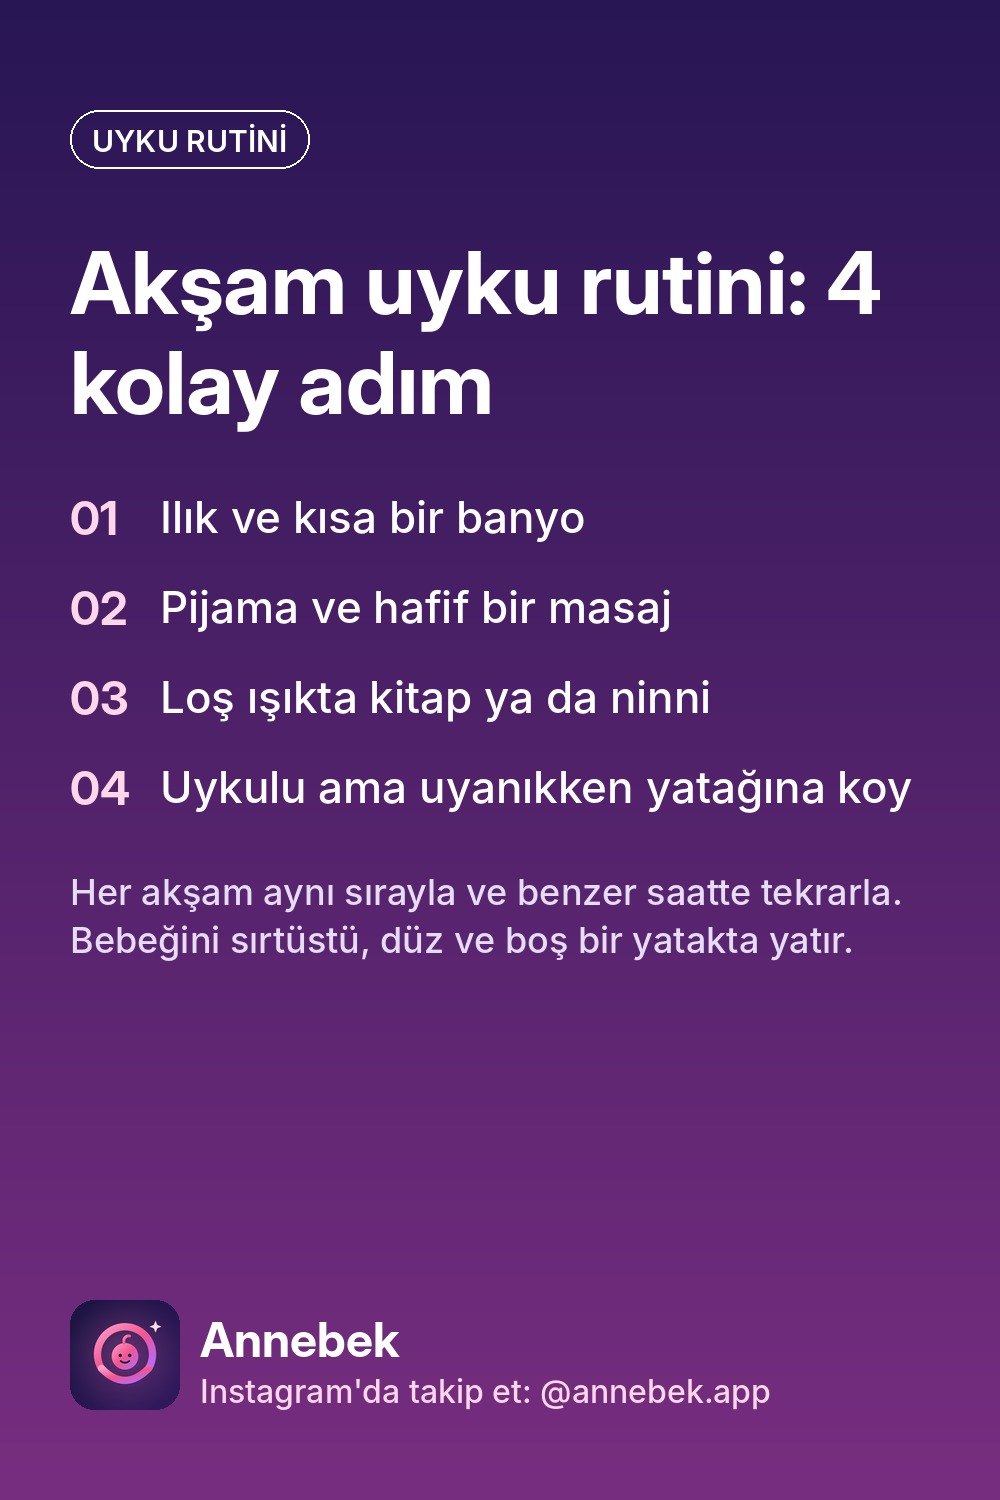 UYKU RUTİNİ
Akşam uyku rutini: 4
kolay adım
01 Ilık ve kısa bir banyo
02 Pijama ve hafif bir masaj
03 Loş ışıkta kitap ya da ninni
04 Uykulu ama uyanıkken yatağına koy
Her akşam aynı sırayla ve benzer saatte tekrarla.
Bebeğini sırtüstü, düz ve boş bir yatakta yatır.
Annebek
Instagram'da takip et: @annebek.app